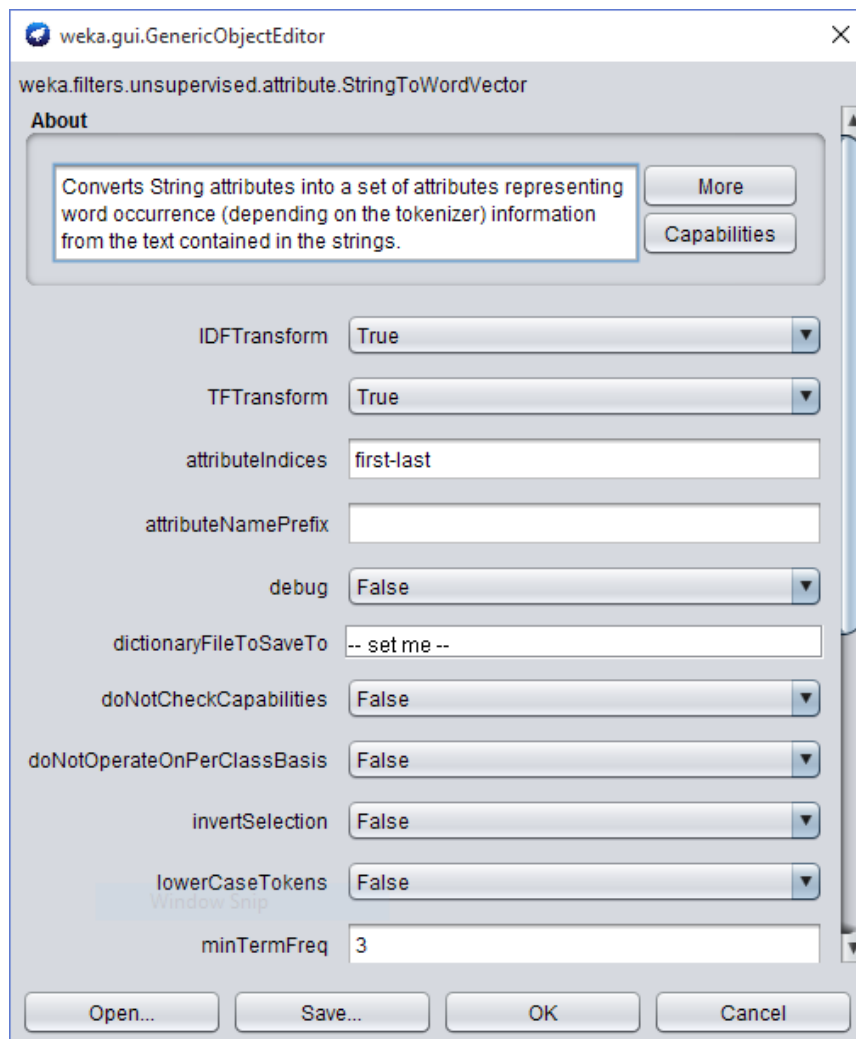 weka.gui.GenericObjectEditor
weka.filters.unsupervised.attribute.StringToWordVector
About
Converts String attributes into a set of attributes representing
word occurrence (depending on the tokenizer) information
from the text contained in the strings.
More
Capabilities
IDFTransform True
TFTransform True
attributeIndices first-last
attributeNamePrefix
debug False
dictionaryFileToSaveTo -- set me --
doNotCheckCapabilities False
doNotOperateOnPerClassBasis False
invertSelection False
lowerCaseTokens False
Window Snip
minTermFreq 3
Open... Save... OK Cancel